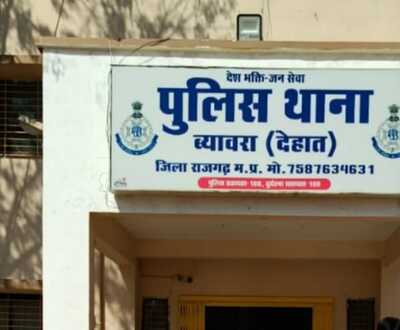 देश भक्ति-जन सेवा
पुलिस थाना
ब्यावरा (देहात)
जिला राजगढ़ म.प्र. मो.7587634631
पुलिस